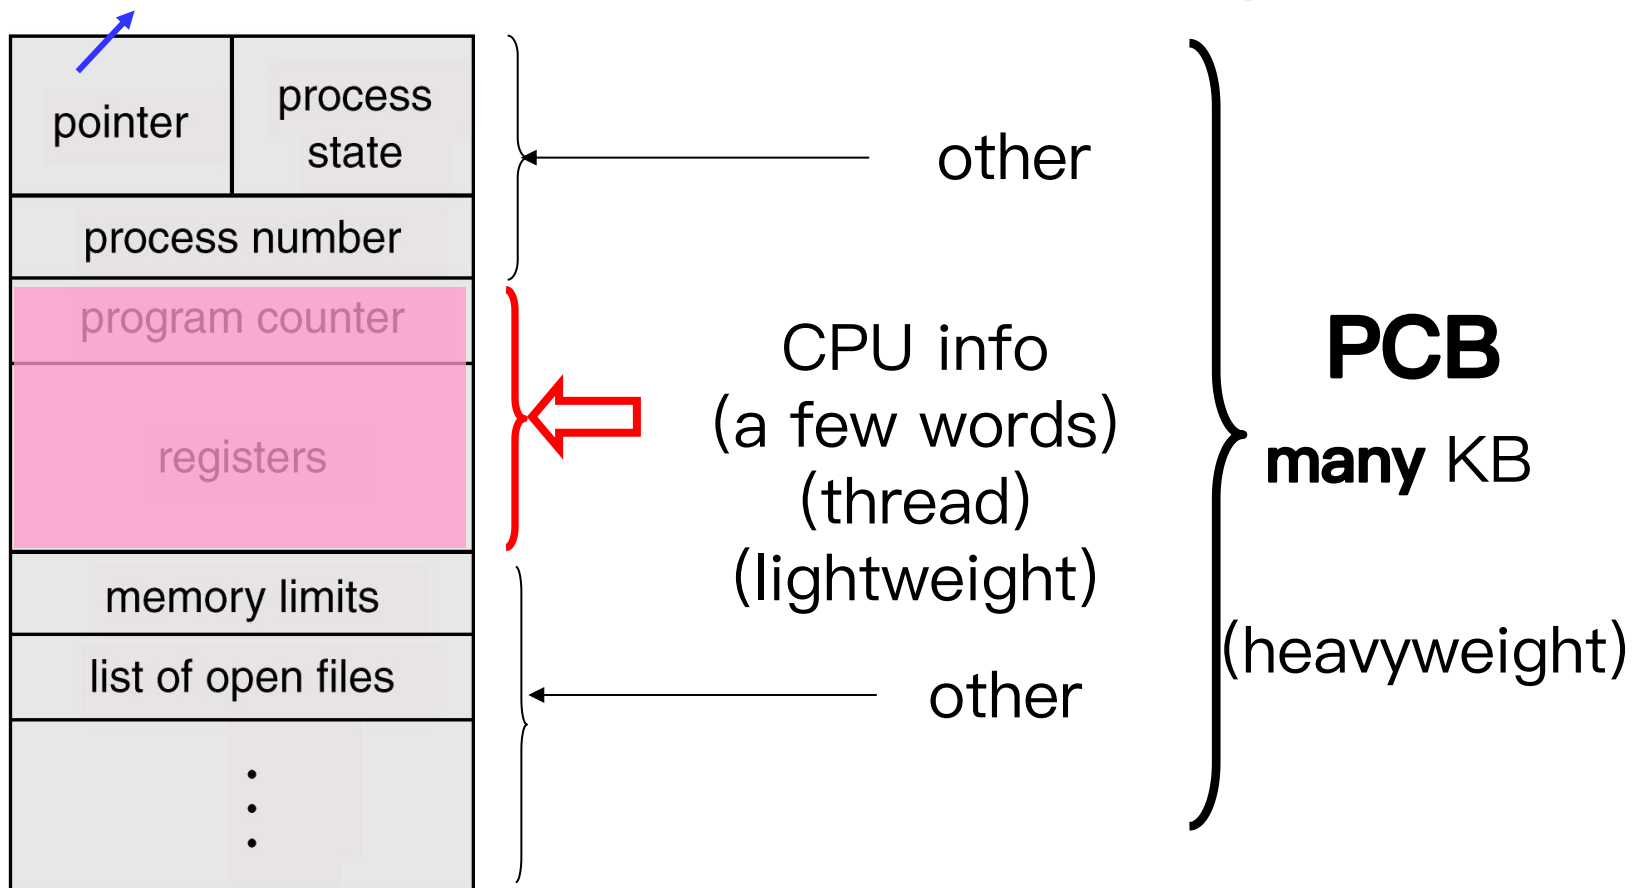 pointer
process
state
process number
program counter
registers
memory limits
list of open files
other
CPU info
(a few words)
(thread)
(lightweight)
other
PCB
many KB
(heavyweight)